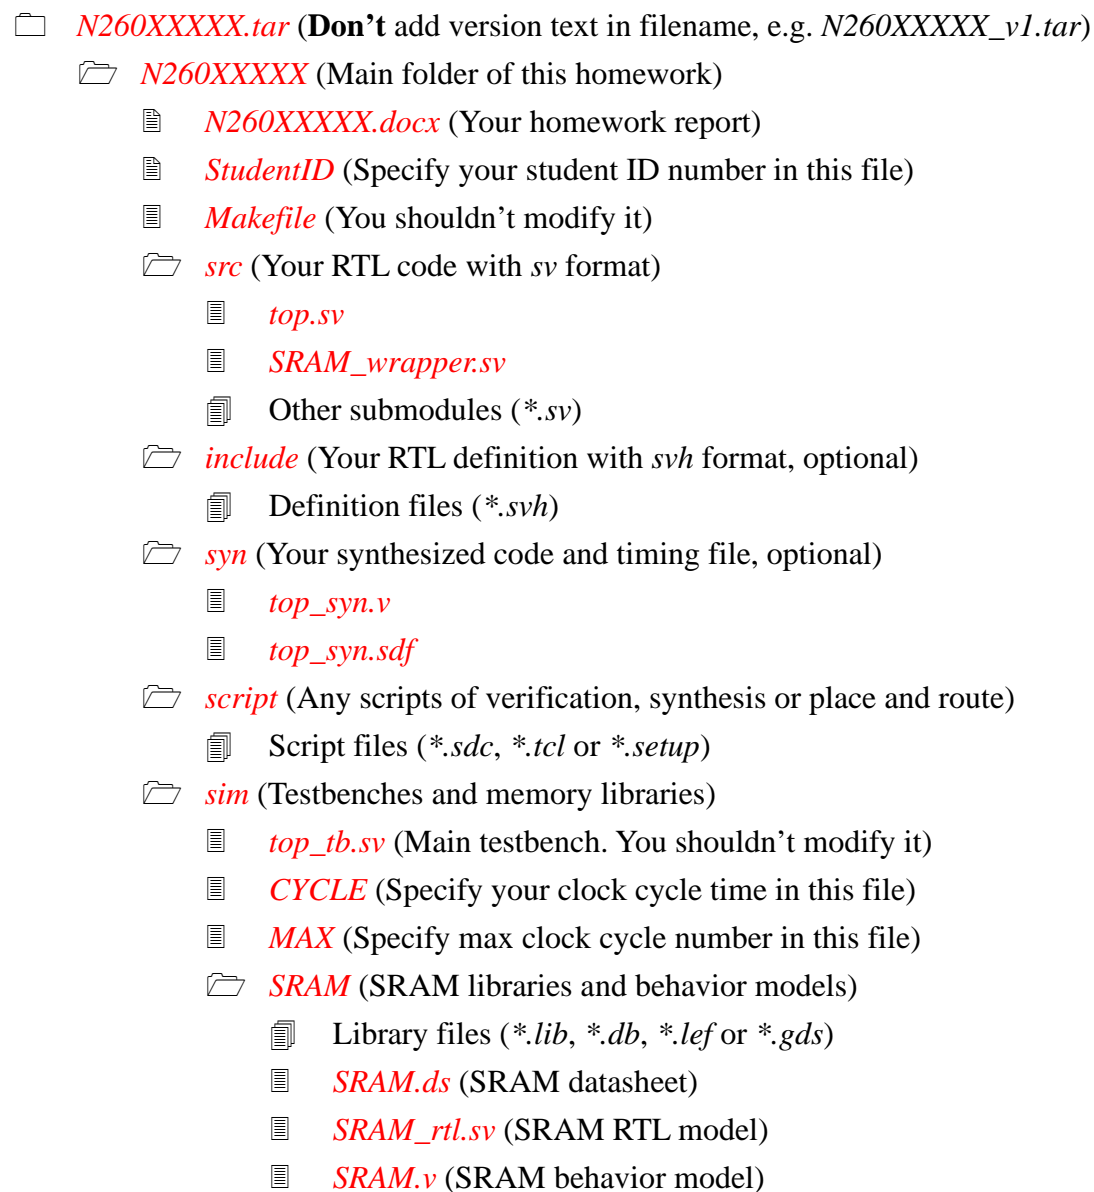 N260XXXXX.tar (Don’t add version text in filename, e.g. N260XXXXX_v1.tar)
N260XXXXX (Main folder of this homework)
N260XXXXX.docx (Your homework report)
StudentID (Specify your student ID number in this file)
Makefile (You shouldn’t modify it)
src (Your RTL code with sv format)
top.sv
SRAM_wrapper.sv
Other submodules (*.sv)
include (Your RTL definition with svh format, optional)
Definition files (*.svh)
syn (Your synthesized code and timing file, optional)
top_syn.v
top_syn.sdf
script (Any scripts of verification, synthesis or place and route)
Script files (*.sdc, *.tcl or *.setup)
sim (Testbenches and memory libraries)
top_tb.sv (Main testbench. You shouldn’t modify it)
CYCLE (Specify your clock cycle time in this file)
MAX (Specify max clock cycle number in this file)
SRAM (SRAM libraries and behavior models)
Library files (*.lib, *.db, *.lef or *.gds)
SRAM.ds (SRAM datasheet)
SRAM_rtl.sv (SRAM RTL model)
SRAM.v (SRAM behavior model)